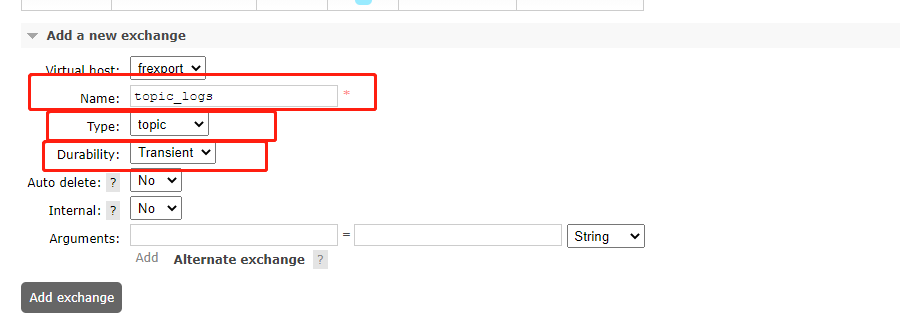 Add a new exchange
Virtual host: frexport
Name: topic_logs *
Type: topic
Durability: Transient
Auto delete: ? No
Internal: ? No
Arguments: = String
Add Alternate exchange ?
Add exchange